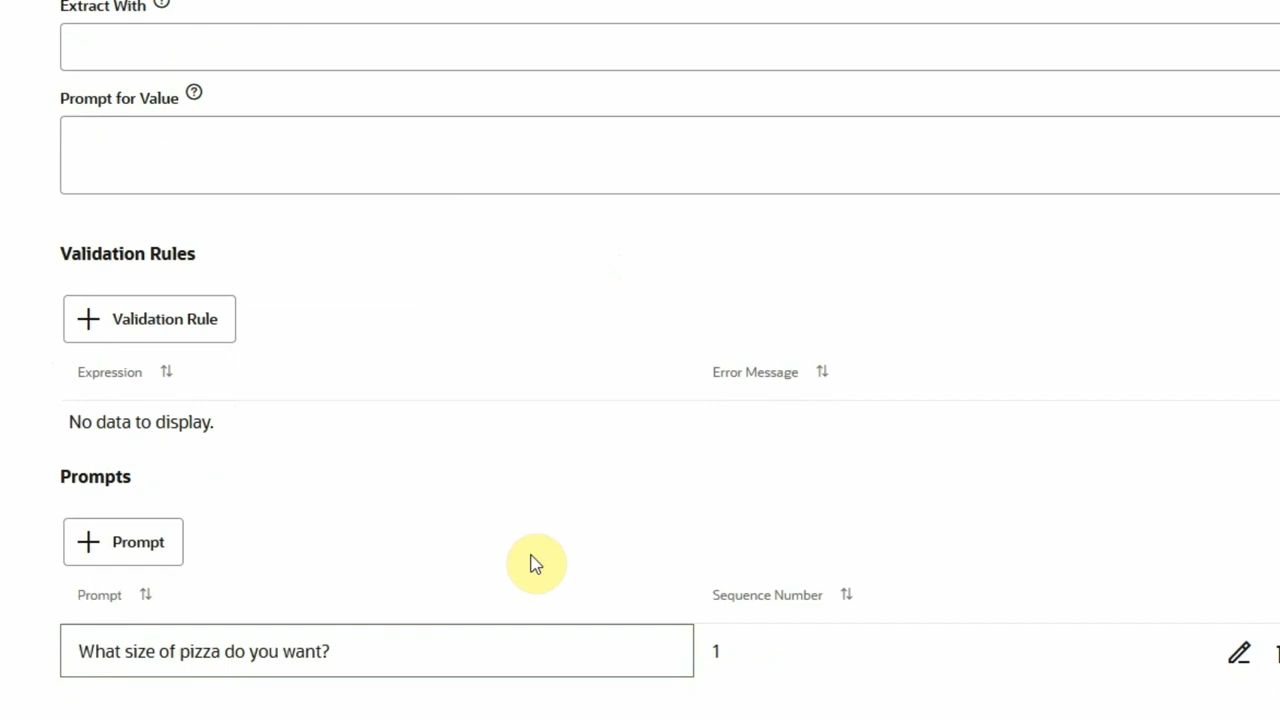 Extract With
Prompt for Value
Validation Rules
Validation Rule
Expression Error Message
No data to display.
Prompts
Prompt
Prompt Sequence Number
What size of pizza do you want? 1